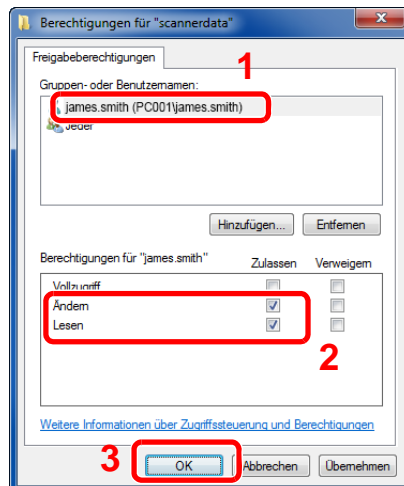 Berechtigungen für "scannerdata"
Freigabeberechtigungen
1
Gruppen- oder Benutzernamen:
james.smith (PC001\james.smith)
Jeder
Hinzufügen... Entfernen
Berechtigungen für "james.smith" Zulassen Verweigern
Vollzugriff
Ändern
Lesen
2
Weitere Informationen über Zugriffssteuerung und Berechtigungen
3
OK Abbrechen Übernehmen